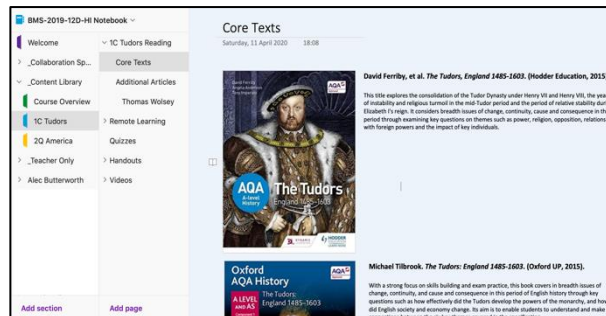 BMS-2019-12D-HI Notebook
Welcome
_Collaboration Sp...
_Content Library
Course Overview
1C Tudors
2Q America
_Teacher Only
Alec Butterworth
Add section
1C Tudors Reading
Core Texts
Additional Articles
Thomas Wolsey
Remote Learning
Quizzes
Handouts
Videos
Add page
Core Texts
Saturday, 11 April 2020 18:08
AQA
AQA
A-level
History
The Tudors
England 1485–1603
HODDER
David Ferriby, et al. The Tudors, England 1485-1603. (Hodder Education, 2015)
This title explores the consolidation of the Tudor Dynasty under Henry VII and Henry VIII, the yea
of instability and religious turmoil in the mid-Tudor period and the period of relative stability dur
Elizabeth I's reign. It considers breadth issues of change, continuity, cause and consequence in th
period through examining key questions on themes such as power, religion, opposition, relations
with foreign powers and the impact of key individuals.
Oxford
AQA History
AQA
A LEVEL
AND AS
The Tudors:
England 1485–1603
Michael Tilbrook. The Tudors: England 1485-1603. (Oxford UP, 2015).
With a strong focus on skills building and exam practice, this book covers in breadth issues of
change, continuity, and cause and consequence in this period of English history through key
questions such as how effectively did the Tudors develop the powers of the monarchy, and how
did English society and economy change. Its aim is to enable students to understand and make